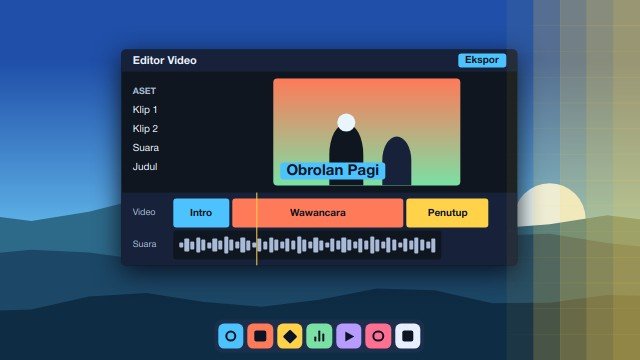 Editor Video
Ekspor
ASET
Klip 1
Klip 2
Suara
Judul
Obrolan Pagi
Video
Intro
Wawancara
Penutup
Suara